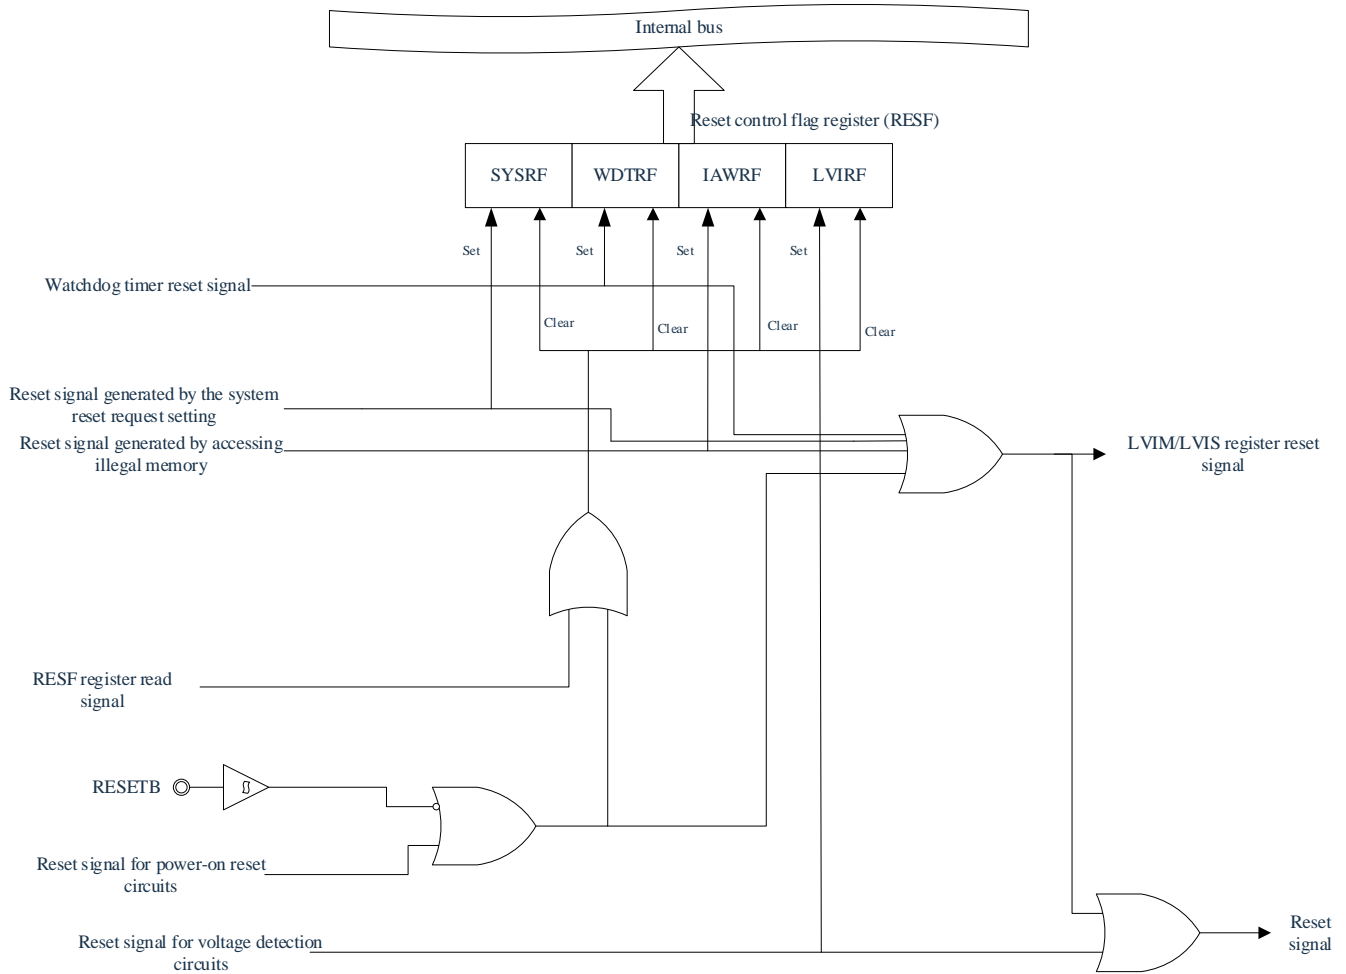 Internal bus
Reset control flag register (RESF)
SYSRF
WDTRF
IAWRF
LVIRF
Set
Set
Set
Set
Watchdog timer reset signal
Clear
Clear
Clear
Clear
Reset signal generated by the system
reset request setting
Reset signal generated by accessing
illegal memory
LVIM/LVIS register reset
signal
RESF register read
signal
RESETB
Reset signal for power-on reset
circuits
Reset signal for voltage detection
circuits
Reset
signal